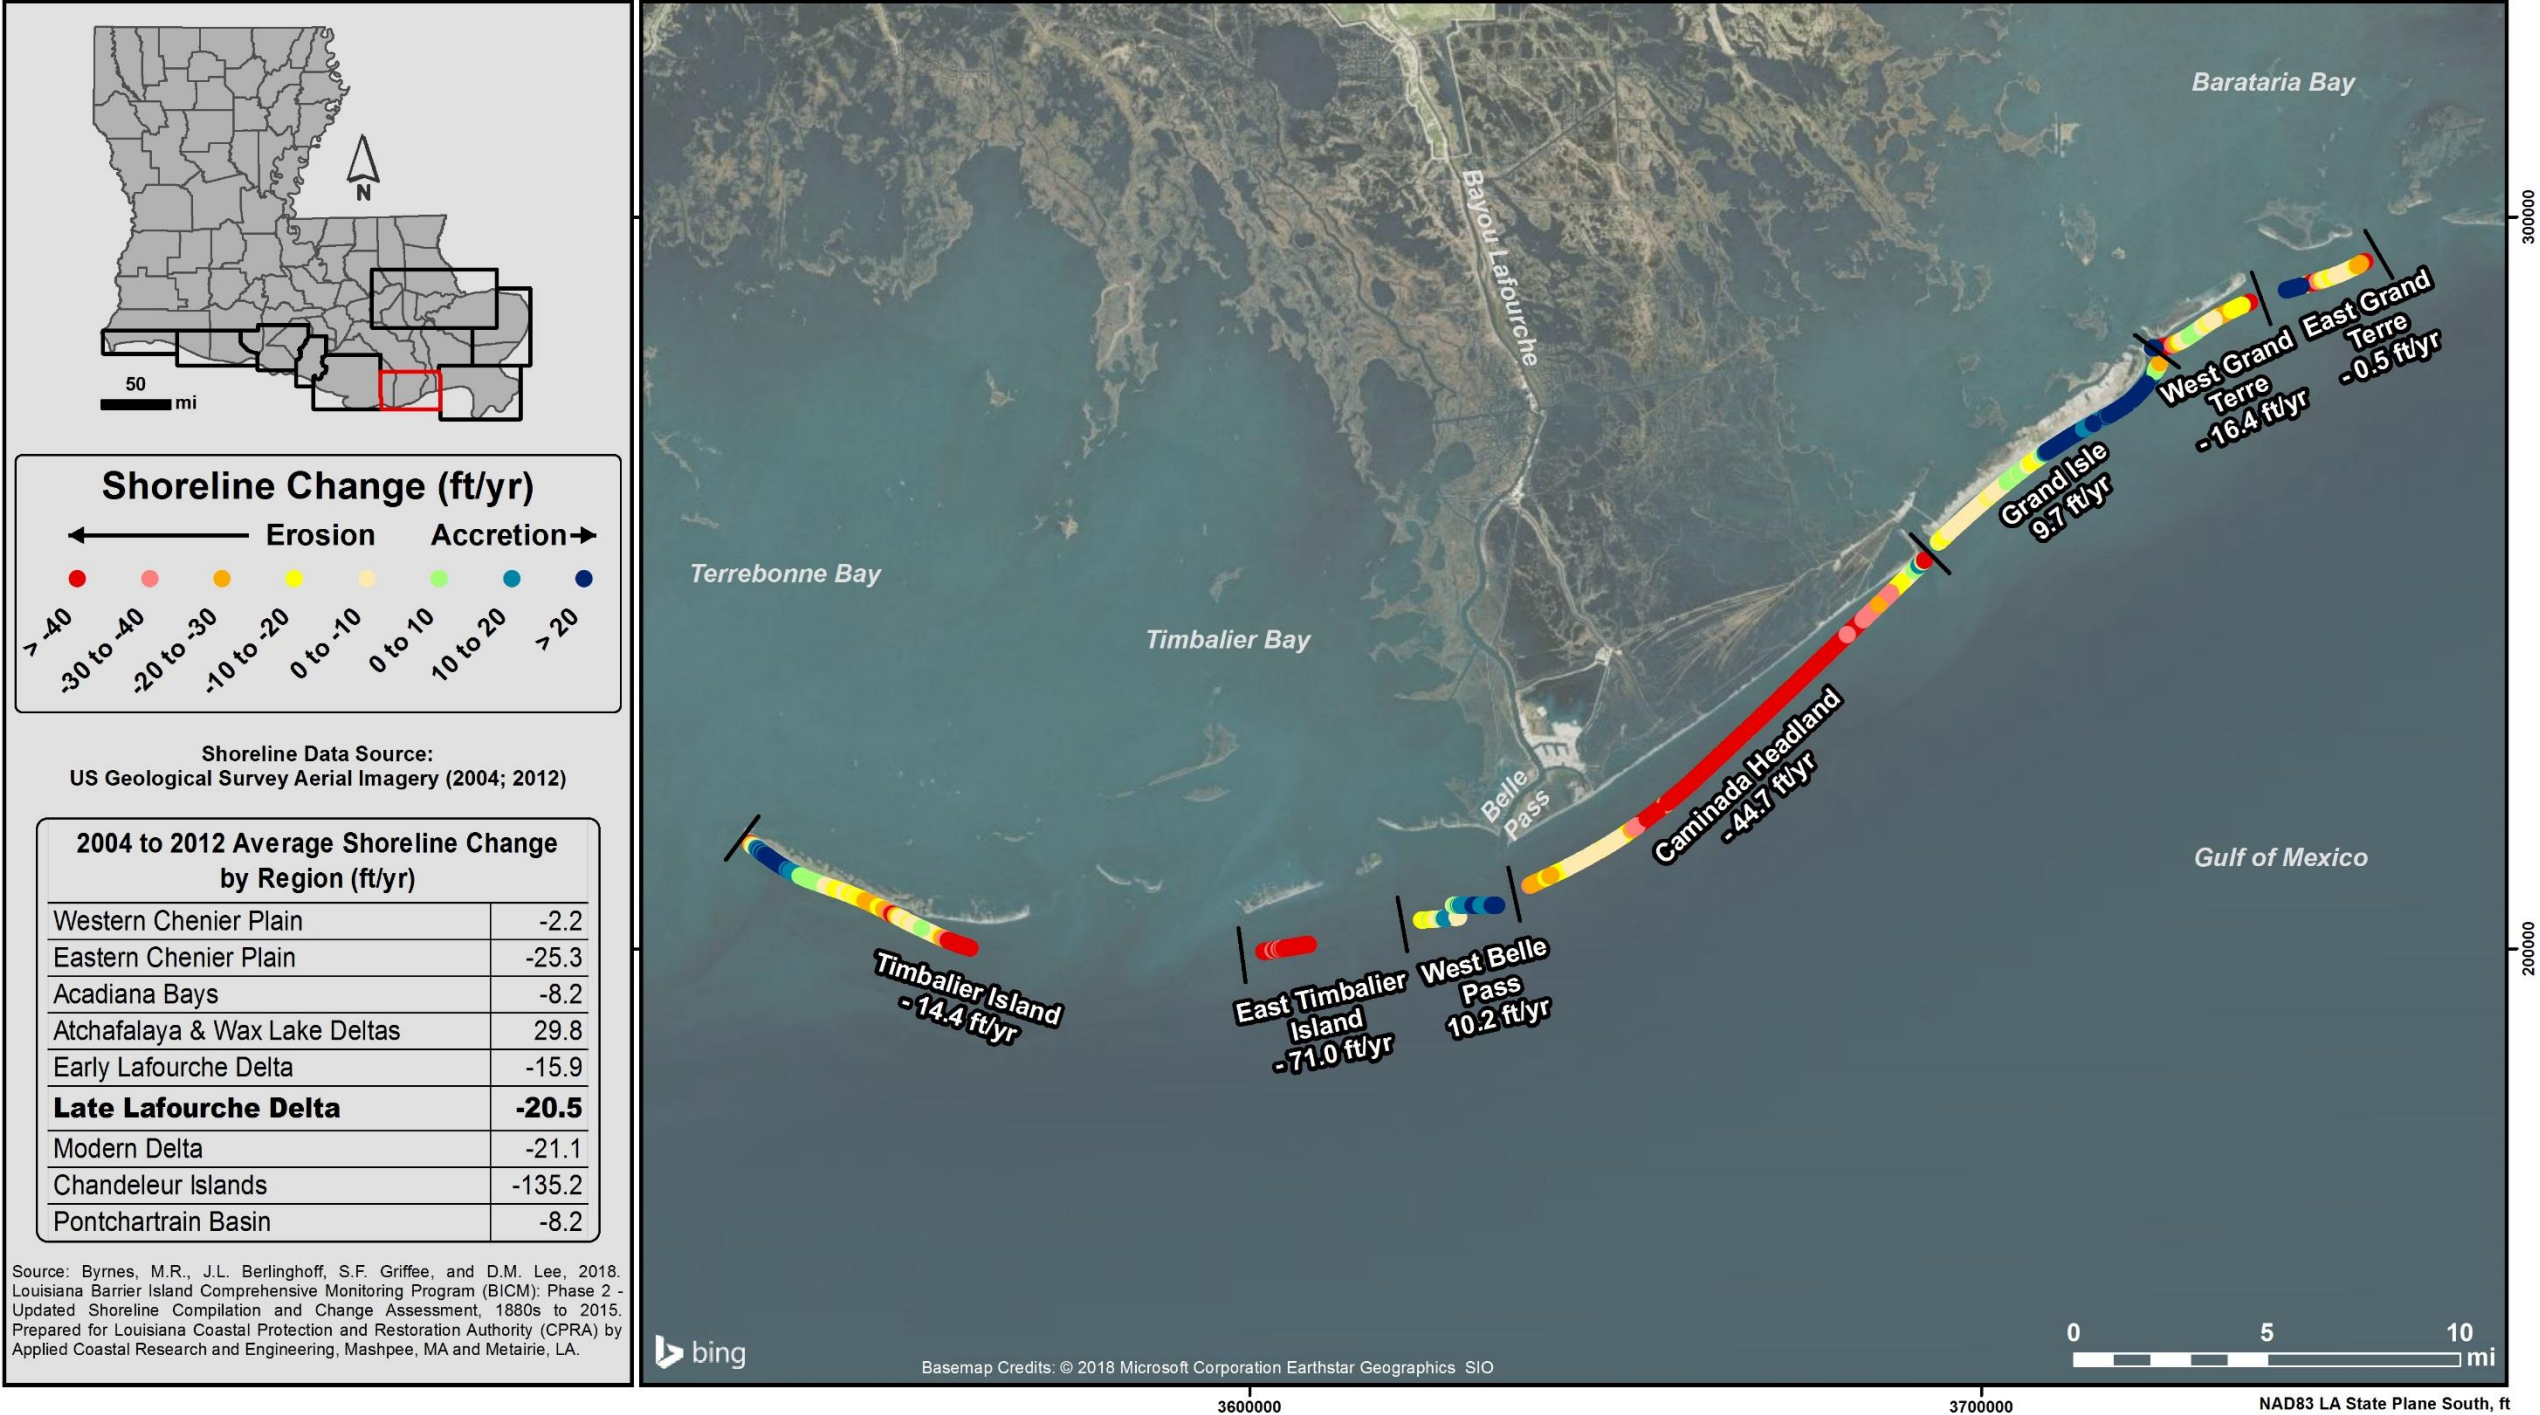 N
50
mi
Shoreline Change (ft/yr)
Erosion Accretion
> -40
-30 to -40
-20 to -30
-10 to -20
0 to -10
0 to 10
10 to 20
> 20
Shoreline Data Source:
US Geological Survey Aerial Imagery (2004; 2012)
2004 to 2012 Average Shoreline Change
by Region (ft/yr)
Western Chenier Plain -2.2
Eastern Chenier Plain -25.3
Acadiana Bays -8.2
Atchafalaya & Wax Lake Deltas 29.8
Early Lafourche Delta -15.9
Late Lafourche Delta -20.5
Modern Delta -21.1
Chandeleur Islands -135.2
Pontchartrain Basin -8.2
Source: Byrnes, M.R., J.L. Berlinghoff, S.F. Griffee, and D.M. Lee, 2018.
Louisiana Barrier Island Comprehensive Monitoring Program (BICM): Phase 2 -
Updated Shoreline Compilation and Change Assessment, 1880s to 2015.
Prepared for Louisiana Coastal Protection and Restoration Authority (CPRA) by
Applied Coastal Research and Engineering, Mashpee, MA and Metairie, LA.
Barataria Bay
Bayou Lafourche
300000
East Grand
Terre
- 0.5 ft/yr
West Grand
Terre
- 16.4 ft/yr
Grand Isle
9.7 ft/yr
Terrebonne Bay
Timbalier Bay
Caminada Headland
- 44.7 ft/yr
Belle
Pass
Gulf of Mexico
200000
West Belle
Pass
10.2 ft/yr
East Timbalier
Island
- 71.0 ft/yr
Timbalier Island
- 14.4 ft/yr
bing
Basemap Credits: © 2018 Microsoft Corporation Earthstar Geographics SIO
0 5 10
mi
3600000
3700000
NAD83 LA State Plane South, ft